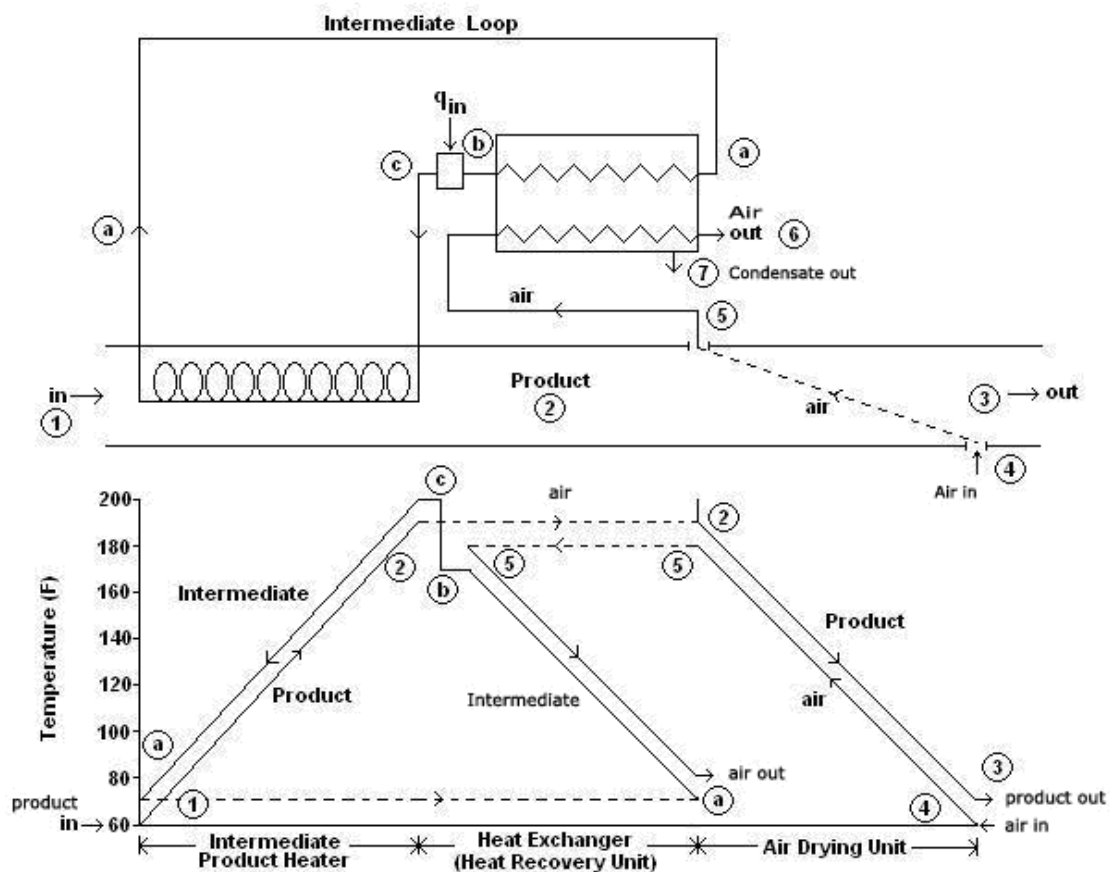 Intermediate Loop
q in
b
c
a
a
Air
out 6
7 Condensate out
air
5
in
1
Product
2
air
3
out
4
Air in
200
180
160
140
120
100
80
60
Temperature (F)
c
air
2
2
b
5
5
Intermediate
Product
Product
air
Intermediate
a
1
air out
a
3
4
product
in
product out
air in
Intermediate
Product Heater
Heat Exchanger
(Heat Recovery Unit)
Air Drying Unit